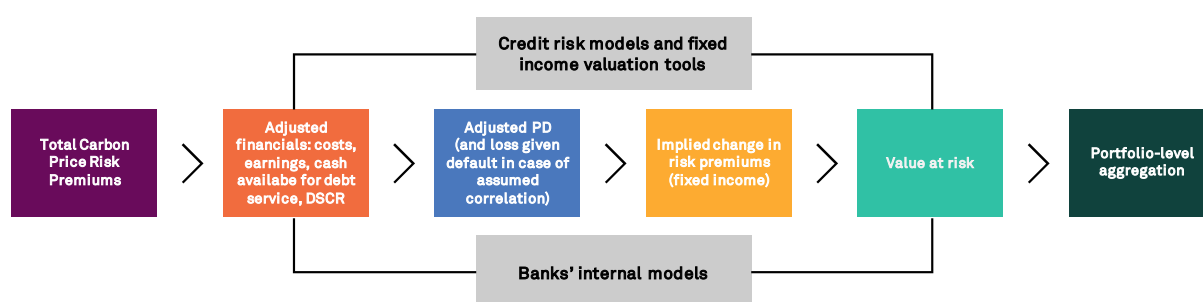 Credit risk models and fixed
income valuation tools
Total Carbon
Price Risk
Premiums
Adjusted
financials: costs,
earnings, cash
availabe for debt
service, DSCR
Adjusted PD
(and loss given
default in case of
assumed
correlation)
Implied change in
risk premiums
(fixed income)
Value at risk
Portfolio-level
aggregation
Banks' internal models